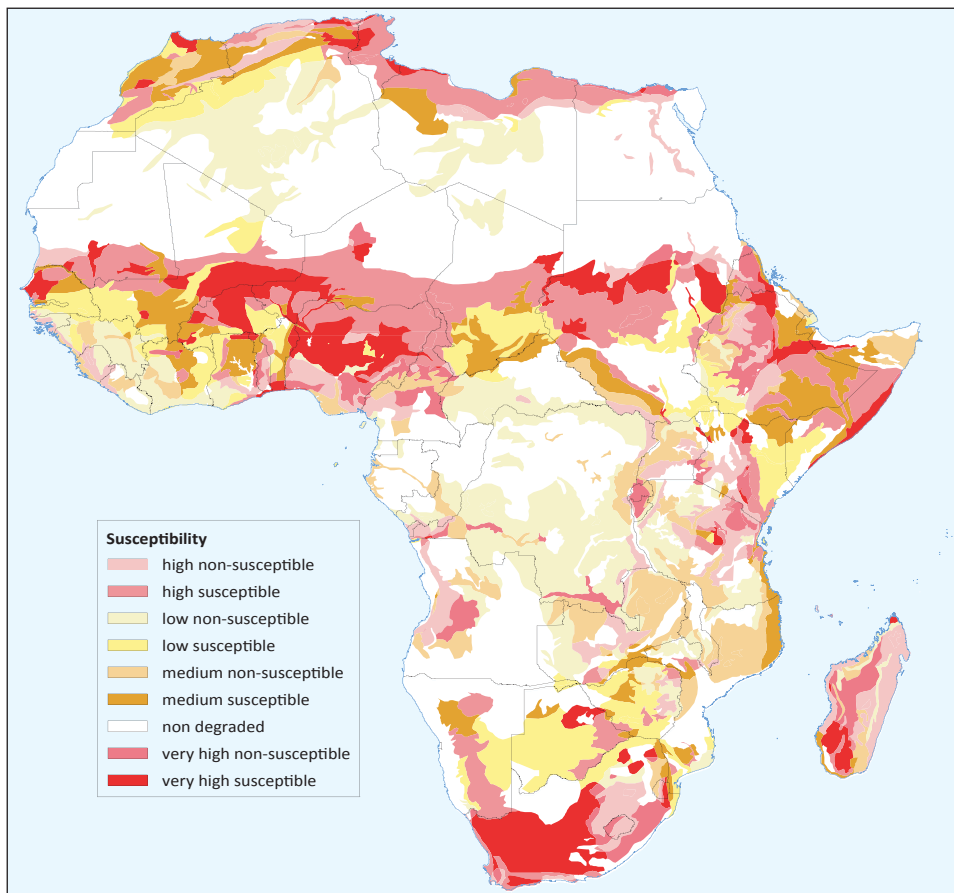 Susceptibility
high non-susceptible
high susceptible
low non-susceptible
low susceptible
medium non-susceptible
medium susceptible
non degraded
very high non-susceptible
very high susceptible